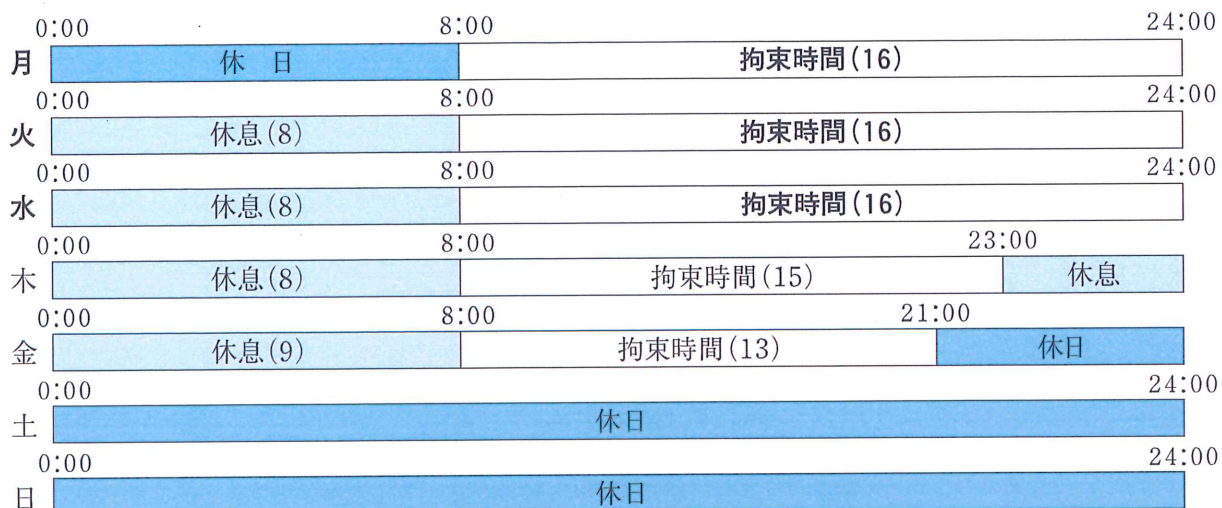 0:00 8:00 24:00
月 休 日 拘束時間(16)
0:00 8:00 24:00
火 休息(8) 拘束時間(16)
0:00 8:00 24:00
水 休息(8) 拘束時間(16)
0:00 8:00 23:00
木 休息(8) 拘束時間(15) 休息
0:00 8:00 21:00
金 休息(9) 拘束時間(13) 休日
0:00 24:00
土 休日
0:00 24:00
日 休日